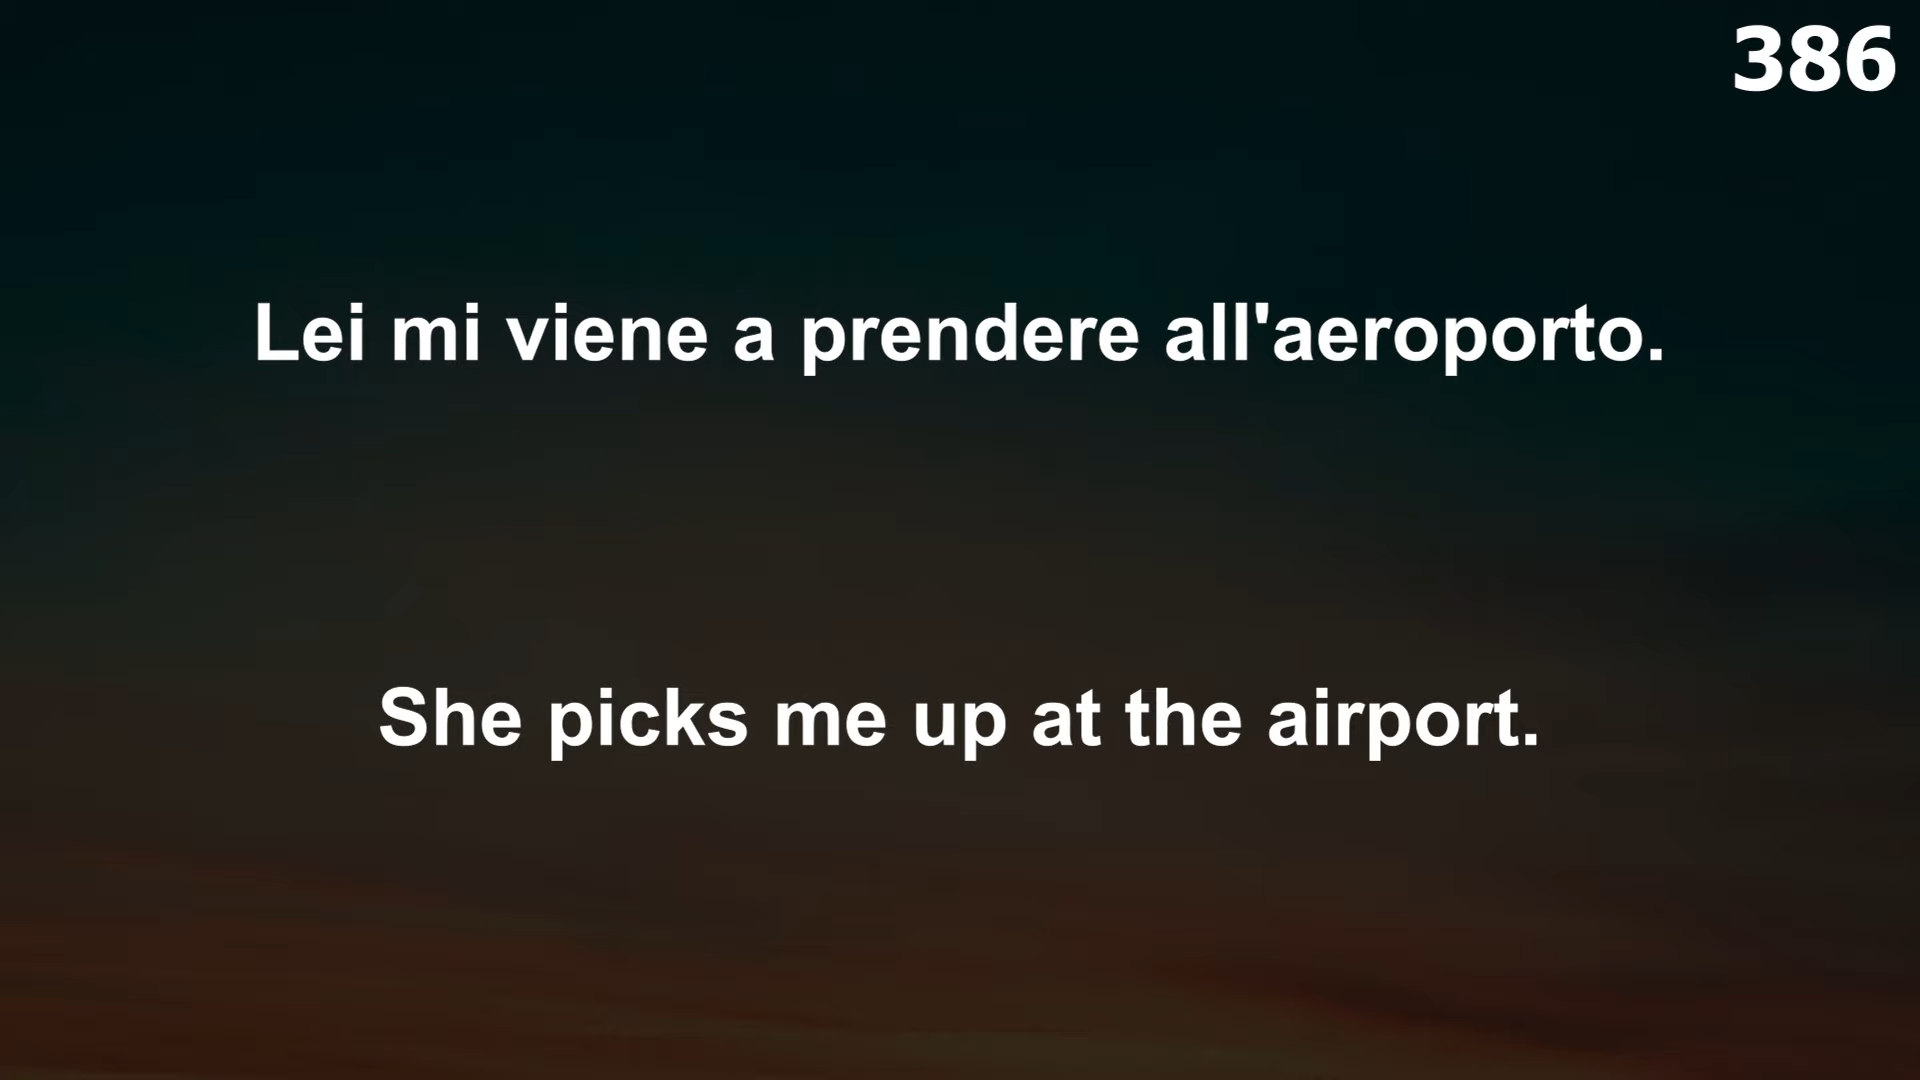 386
Lei mi viene a prendere all'aeroporto.
She picks me up at the airport.